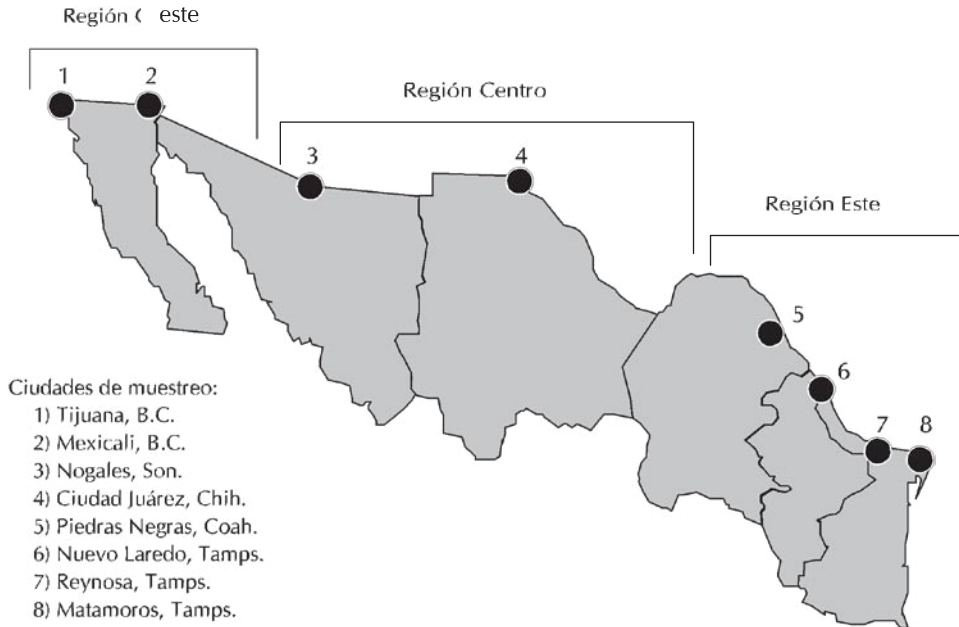 Región ( este
1
2
Región Centro
3
4
Región Este
5
6
7
8
Ciudades de muestreo:
1) Tijuana, B.C.
2) Mexicali, B.C.
3) Nogales, Son.
4) Ciudad Juárez, Chih.
5) Piedras Negras, Coah.
6) Nuevo Laredo, Tamps.
7) Reynosa, Tamps.
8) Matamoros, Tamps.